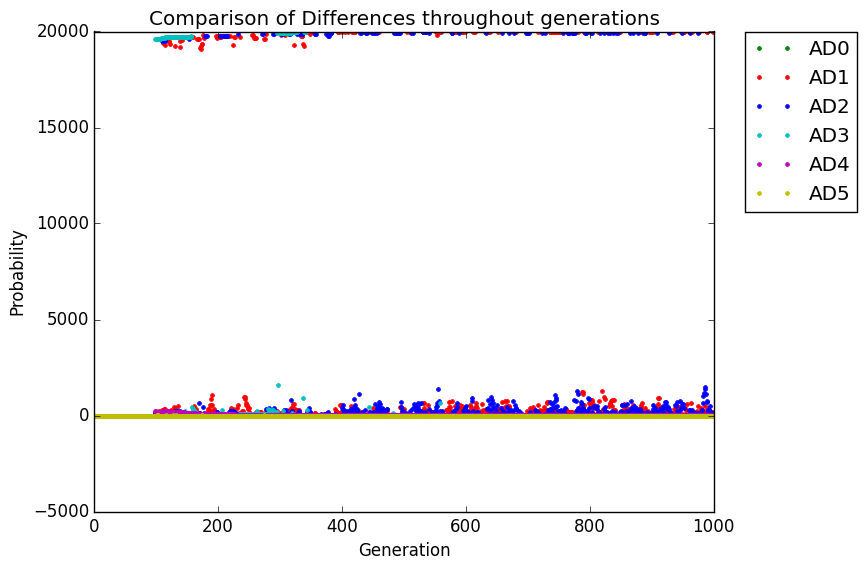 Comparison of Differences throughout generations
20000
15000
10000
5000
0
−5000
Probability
0 200 400 600 800 1000
Generation
AD0
AD1
AD2
AD3
AD4
AD5